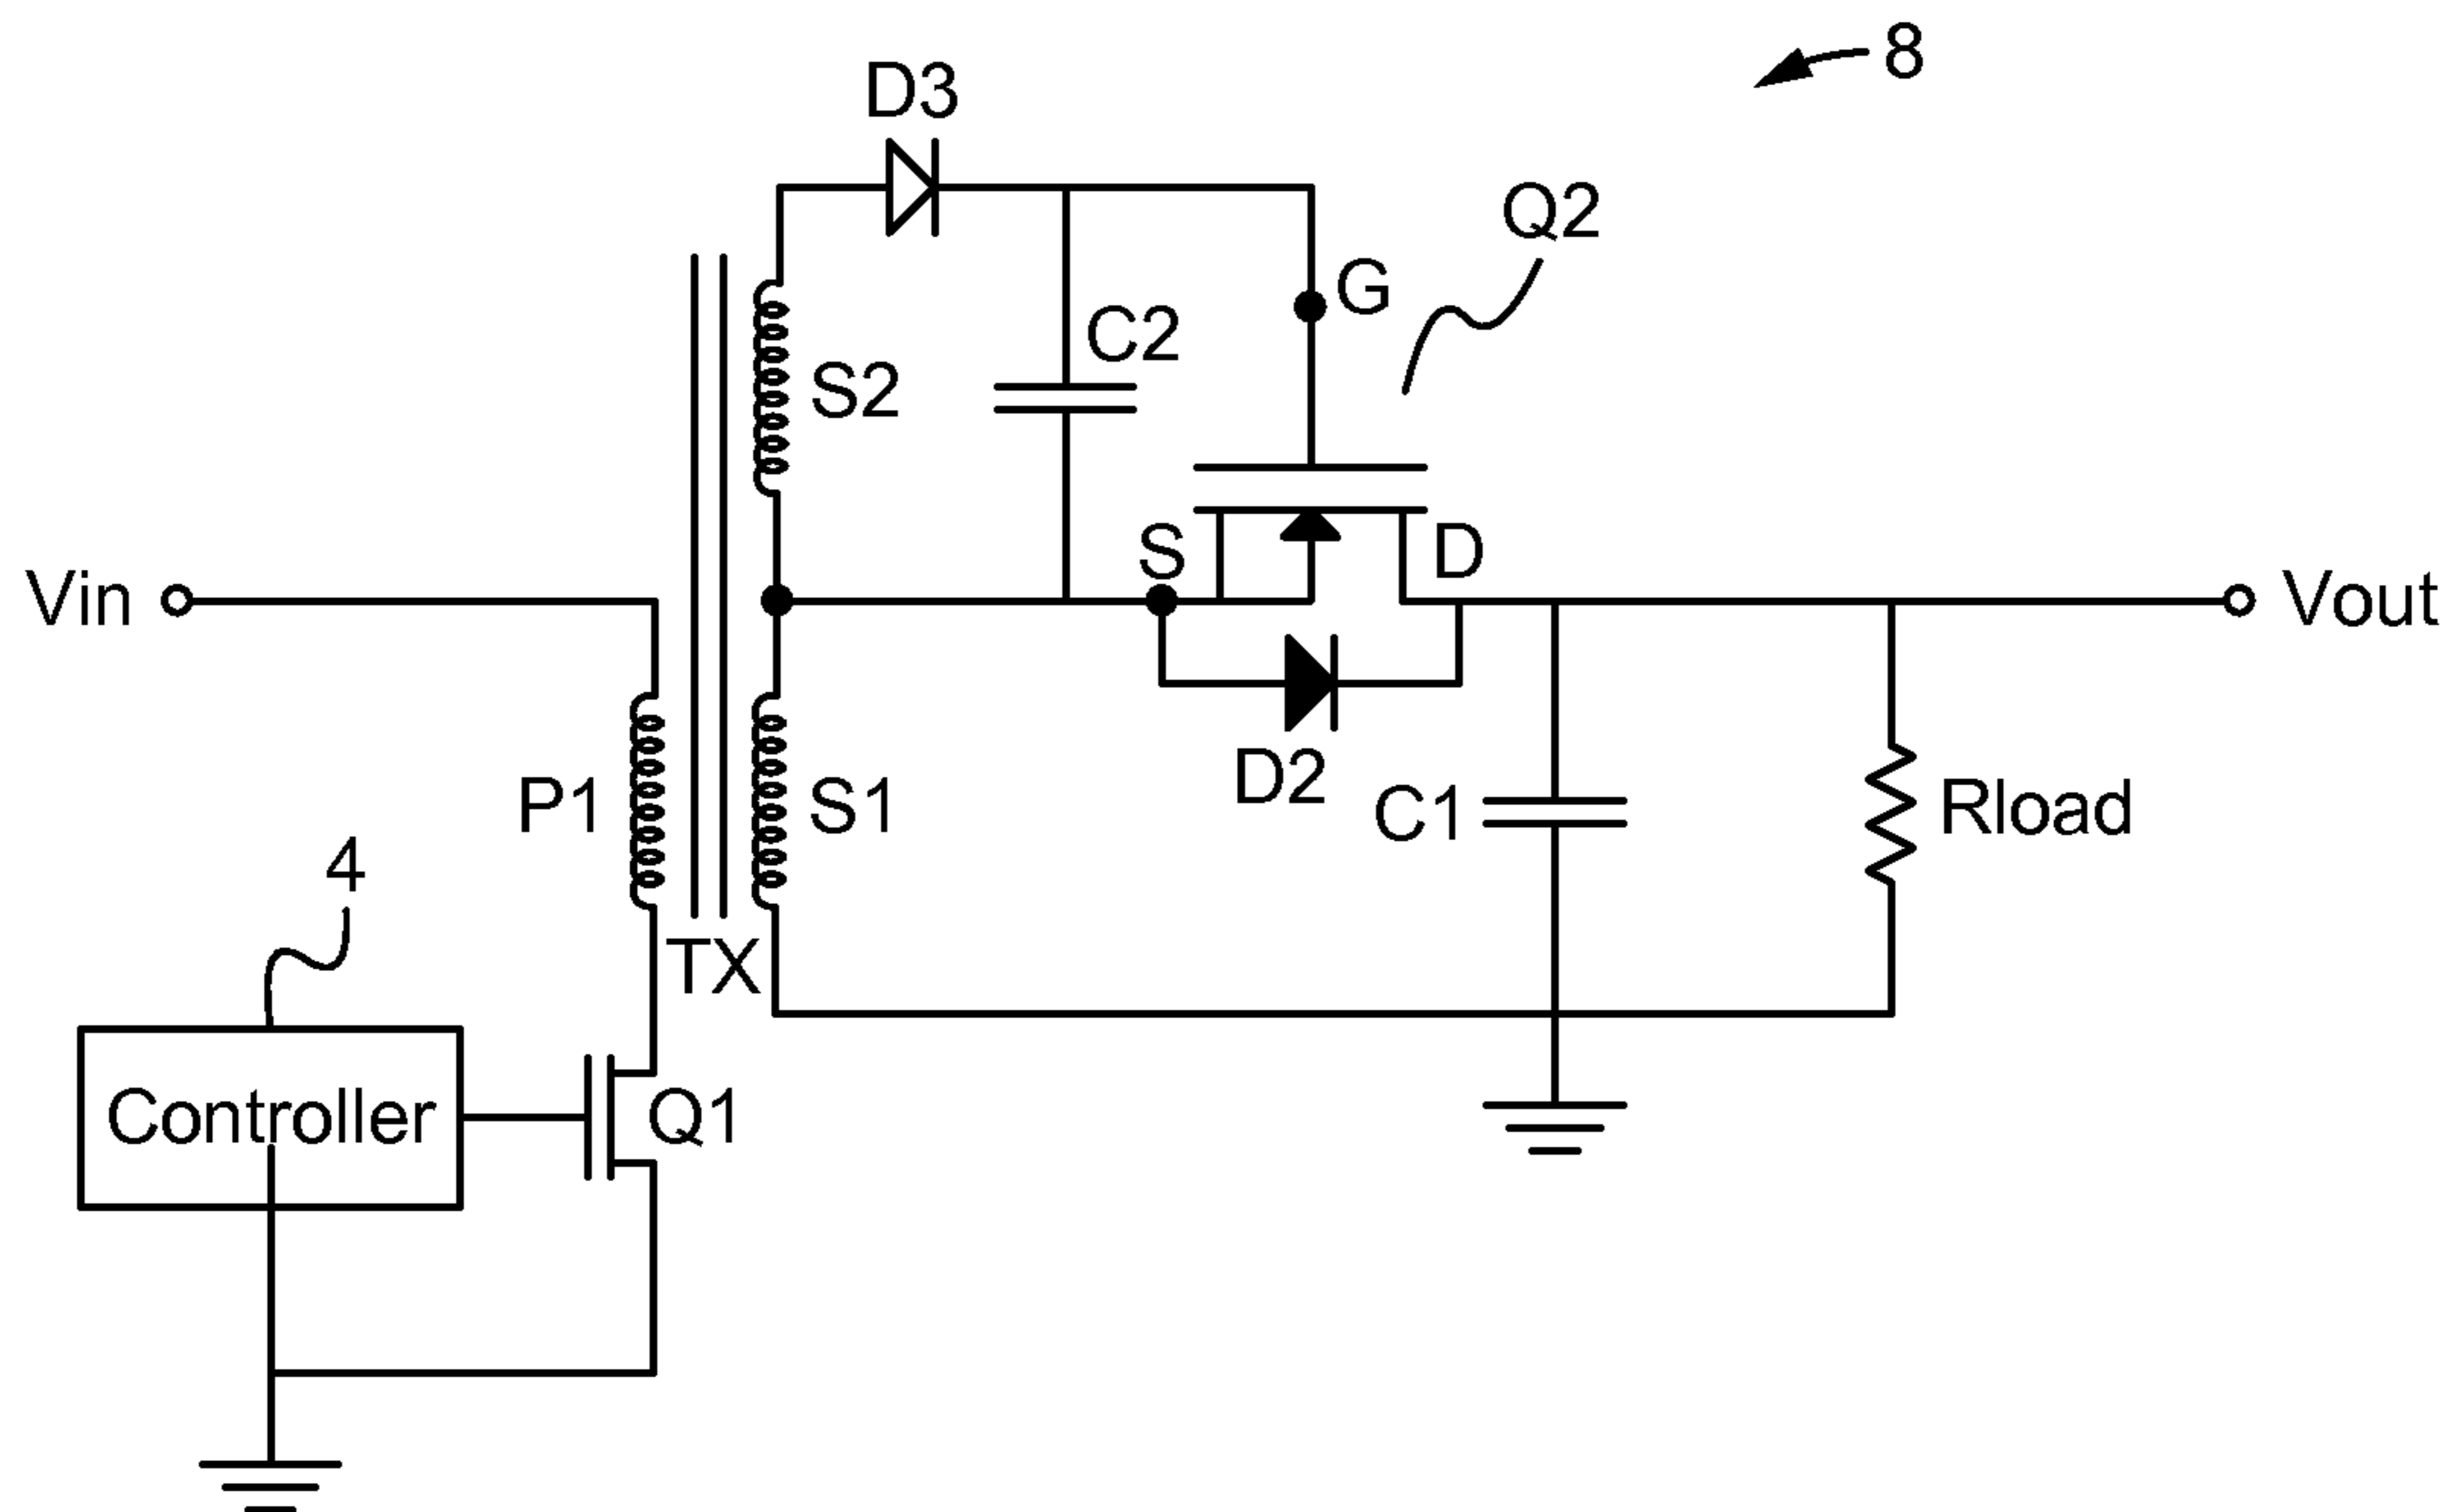 8
D3
Q2
G
C2
S2
S
D
Vin
Vout
D2
P1
S1
C1
Rload
4
TX
Controller
Q1